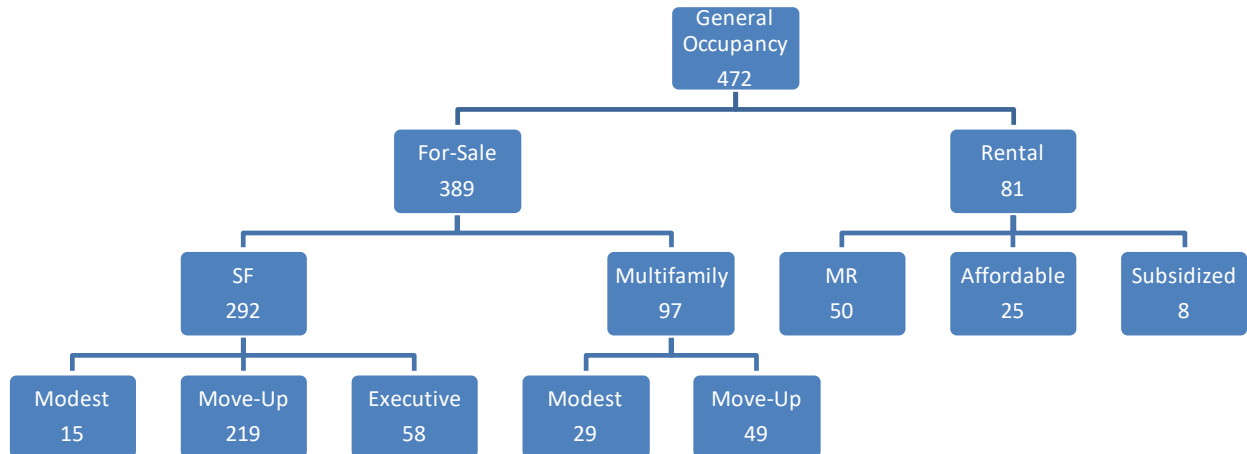 General
Occupancy
472
For-Sale
389
Rental
81
SF
292
Multifamily
97
MR
50
Affordable
25
Subsidized
8
Modest
15
Move-Up
219
Executive
58
Modest
29
Move-Up
49